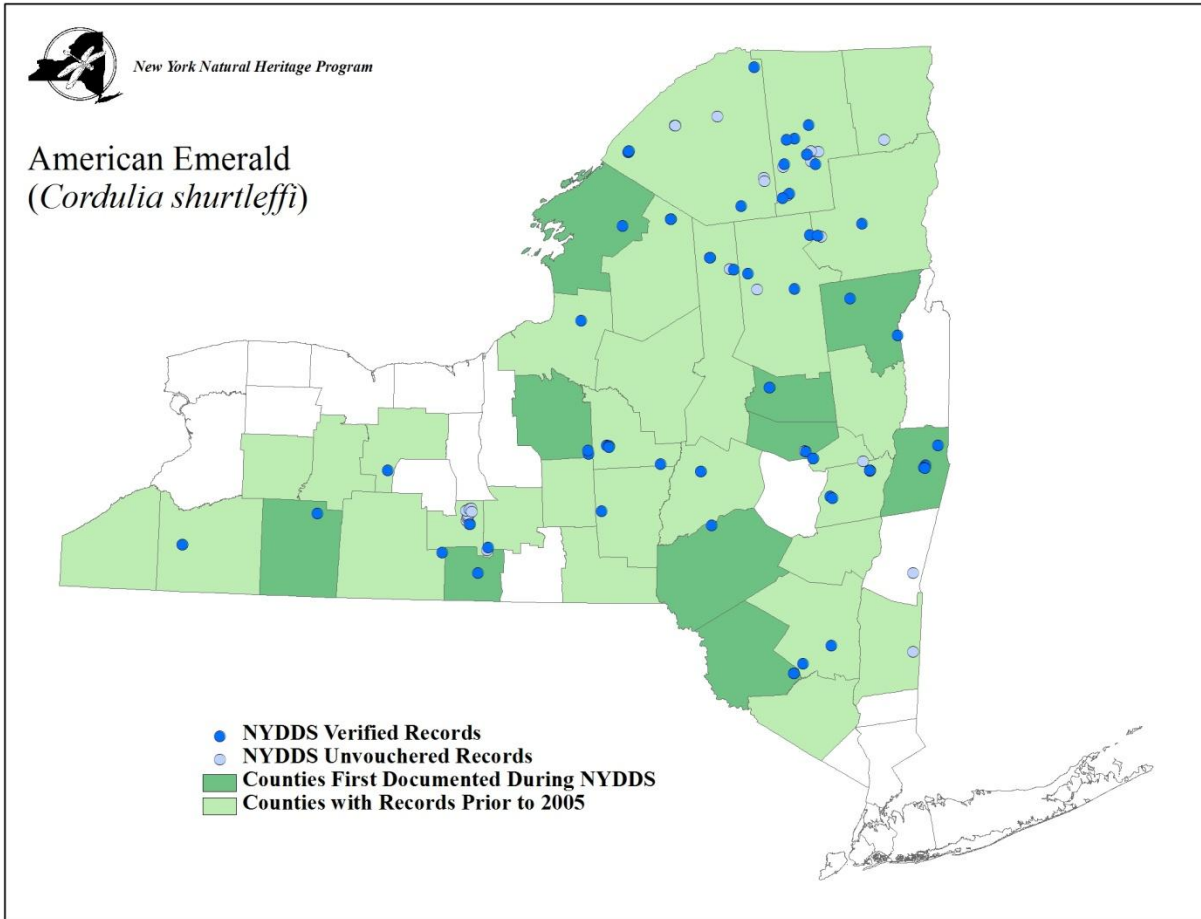 New York Natural Heritage Program
American Emerald
(Cordulia shurtleffi)
NYDDS Verified Records
NYDDS Unvouchered Records
Counties First Documented During NYDDS
Counties with Records Prior to 2005